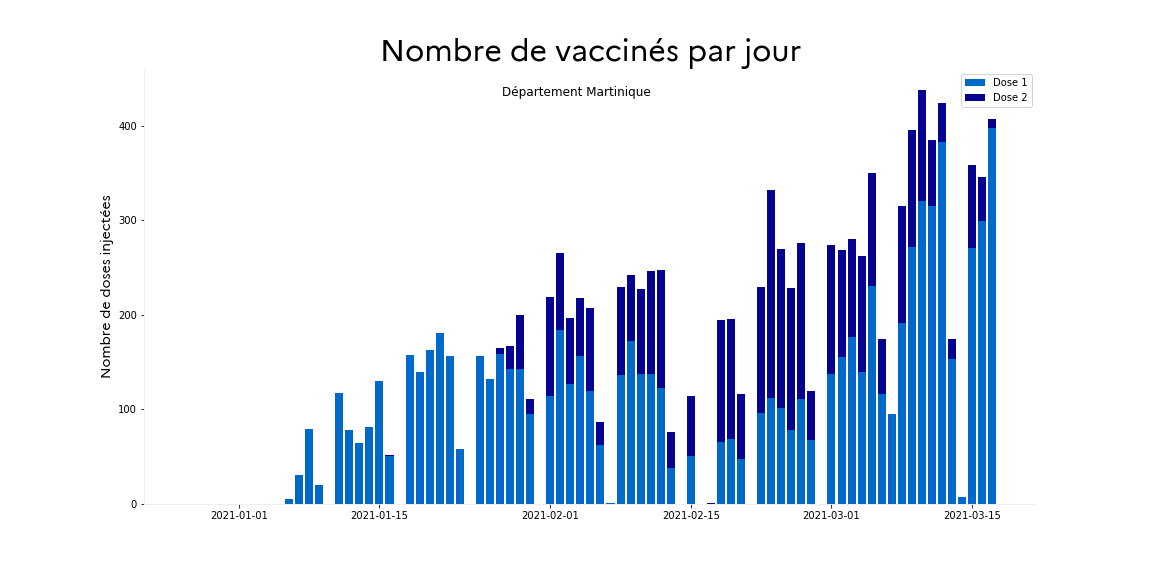 Nombre de vaccinés par jour
Département Martinique
Dose 1
Dose 2
Nombre de doses injectées
400
300
200
100
0
2021-01-01
2021-01-15
2021-02-01
2021-02-15
2021-03-01
2021-03-15